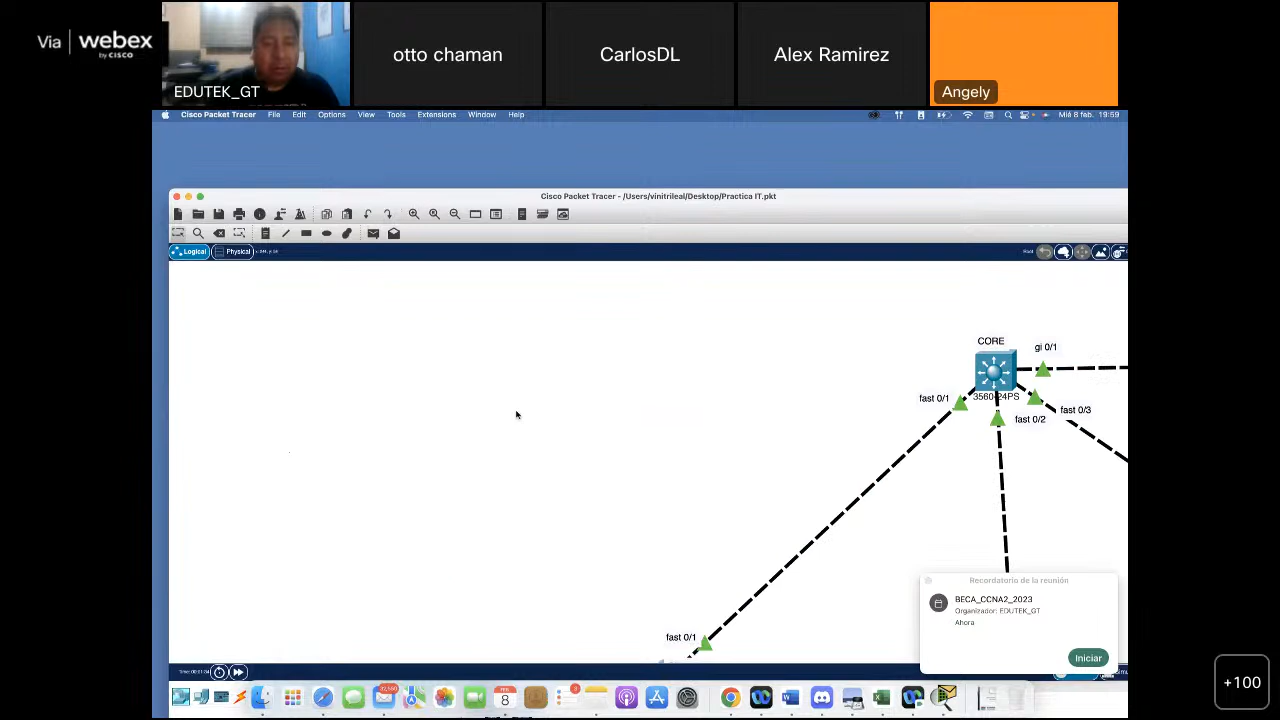 Via webex
by CISCO
EDUTEK_GT
otto chaman
CarlosDL
Alex Ramirez
Angely
Cisco Packet Tracer File Edit Options View Tools Extensions Window Help
Mié 8 feb. 19:59
Cisco Packet Tracer - /Users/vinitrileal/Desktop/Practica IT.pkt
Logical
Physical
Root
CORE
gi 0/1
3560-24PS
fast 0/1
fast 0/3
fast 0/2
fast 0/1
Recordatorio de la reunión
BECA_CCNA2_2023
Organizador: EDUTEK_GT
Ahora
Iniciar
FEB
8
+100